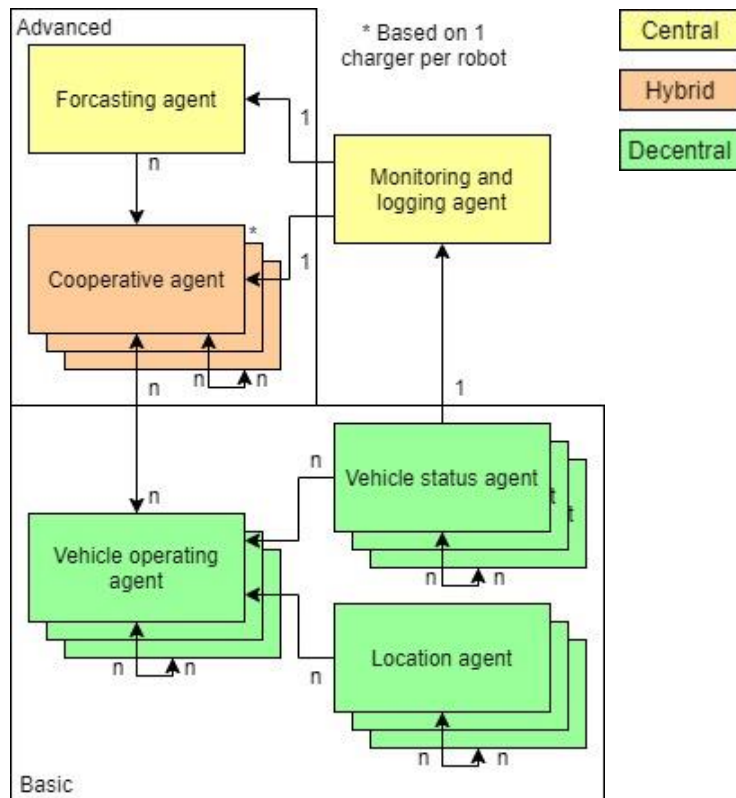 Advanced
* Based on 1
charger per robot
Central
Hybrid
Decentral
Forcasting agent
1
n
Monitoring and
logging agent
*
Cooperative agent
1
n
n
n
1
n
Vehicle status agent
t
t
n
Vehicle operating
agent
n
n
Location agent
n
n
n
n
n
Basic